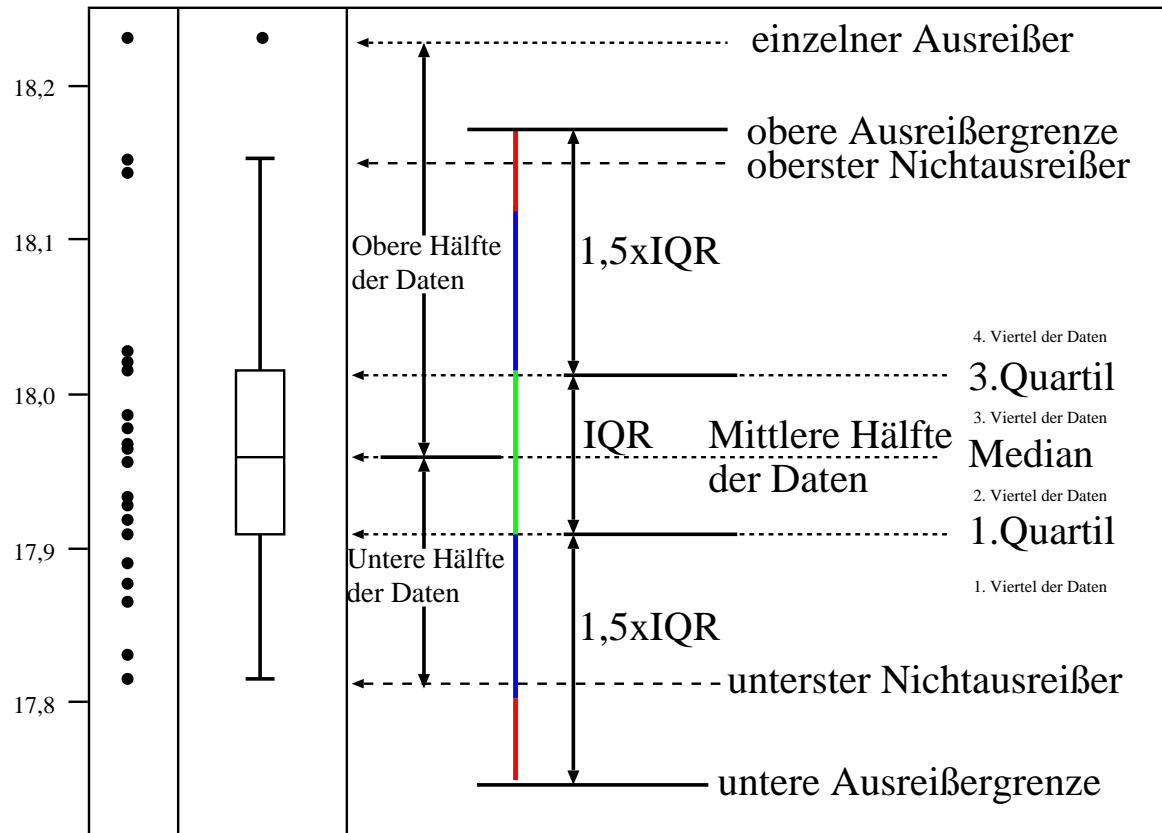 einzelner Ausreißer
18,2
obere Ausreißergrenze
oberster Nichtausreißer
18,1
Obere Hälfte
der Daten
1,5xIQR
4. Viertel der Daten
18,0
3.Quartil
3. Viertel der Daten
IQR
Mittlere Hälfte
der Daten
Median
2. Viertel der Daten
1.Quartil
17,9
Untere Hälfte
der Daten
1. Viertel der Daten
1,5xIQR
unterster Nichtausreißer
17,8
untere Ausreißergrenze